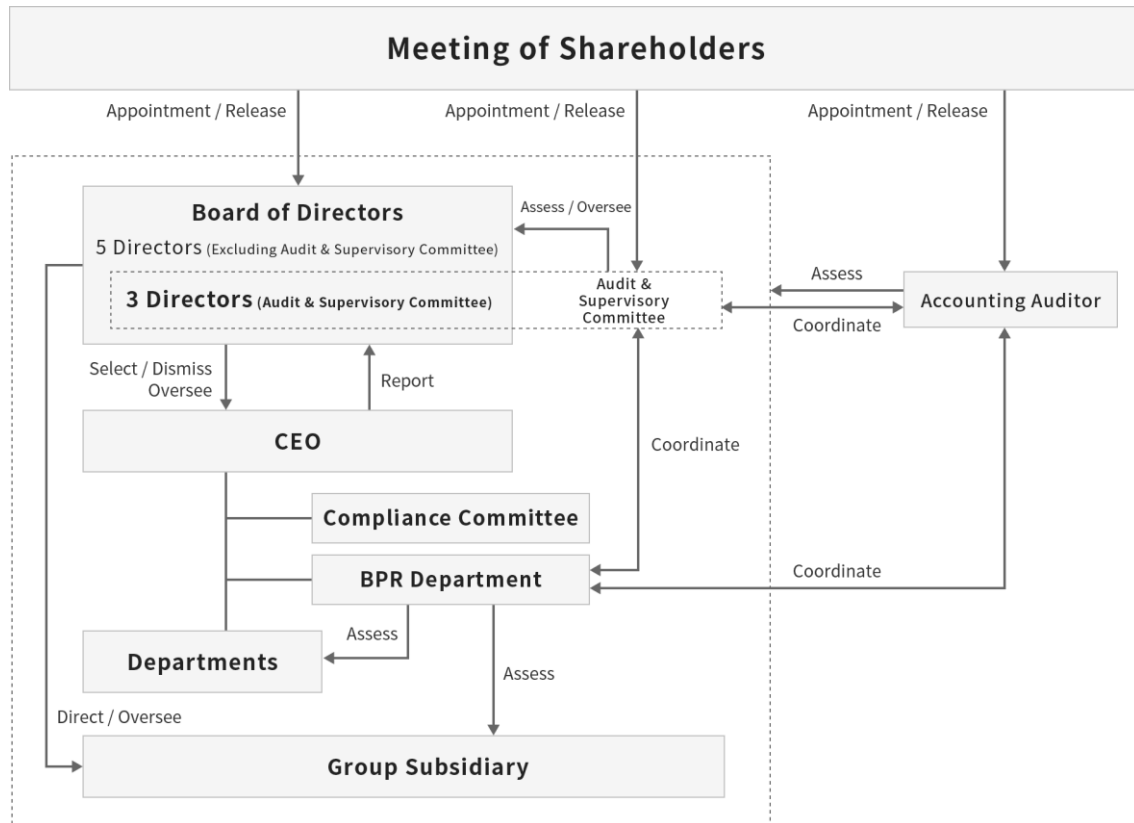 Meeting of Shareholders
Appointment / Release
Appointment / Release
Appointment / Release
Board of Directors
5 Directors (Excluding Audit & Supervisory Committee)
3 Directors (Audit & Supervisory Committee)
Assess / Oversee
Audit &
Supervisory
Committee
Assess
Coordinate
Accounting Auditor
Select / Dismiss
Oversee
Report
CEO
Coordinate
Compliance Committee
BPR Department
Coordinate
Assess
Departments
Assess
Direct / Oversee
Group Subsidiary